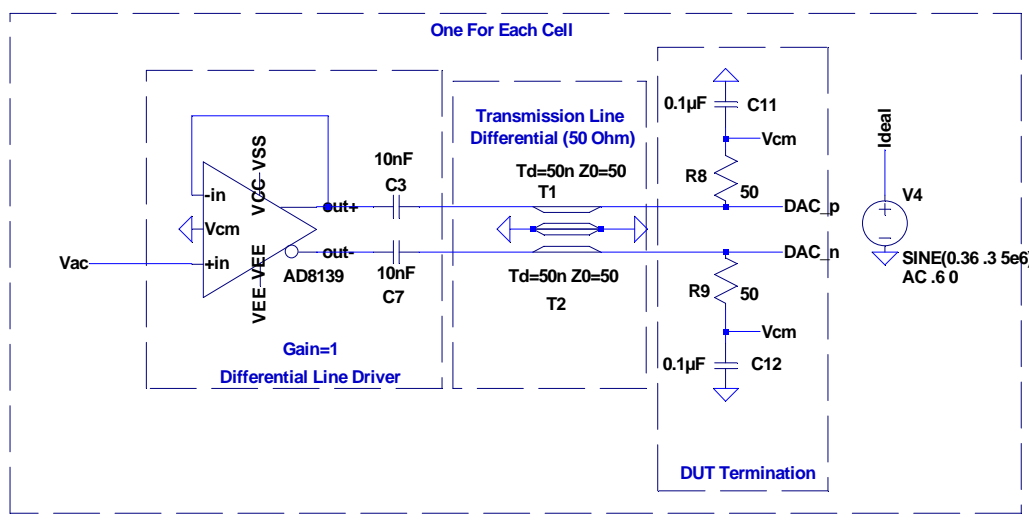 One For Each Cell
Transmission Line
Differential (50 Ohm)
0.1µF C11
Vcm
10nF
C3
Td=50n Z0=50
T1
R8
50
Ideal
V4
-in
VCC-VSS
out+
DAC_p
Vcm
Vac
+in
VEE-VEE
out-
DAC_n
AD8139
10nF
C7
Td=50n Z0=50
T2
R9
50
SINE(0.36 .3 5e6)
AC .6 0
Vcm
0.1µF C12
Gain=1
Differential Line Driver
DUT Termination